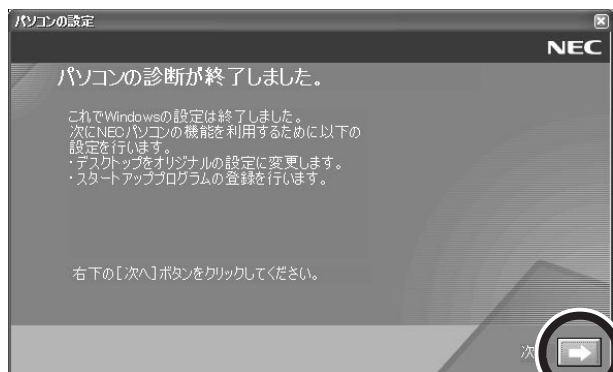 パソコンの設定
NEC
パソコンの診断が終了しました。
これでWindowsの設定は終了しました。
次にNECパソコンの機能を利用するために以下の
設定を行います。
・デスクトップをオリジナルの設定に変更します。
・スタートアッププログラムの登録を行います。
右下の[次へ]ボタンをクリックしてください。
次